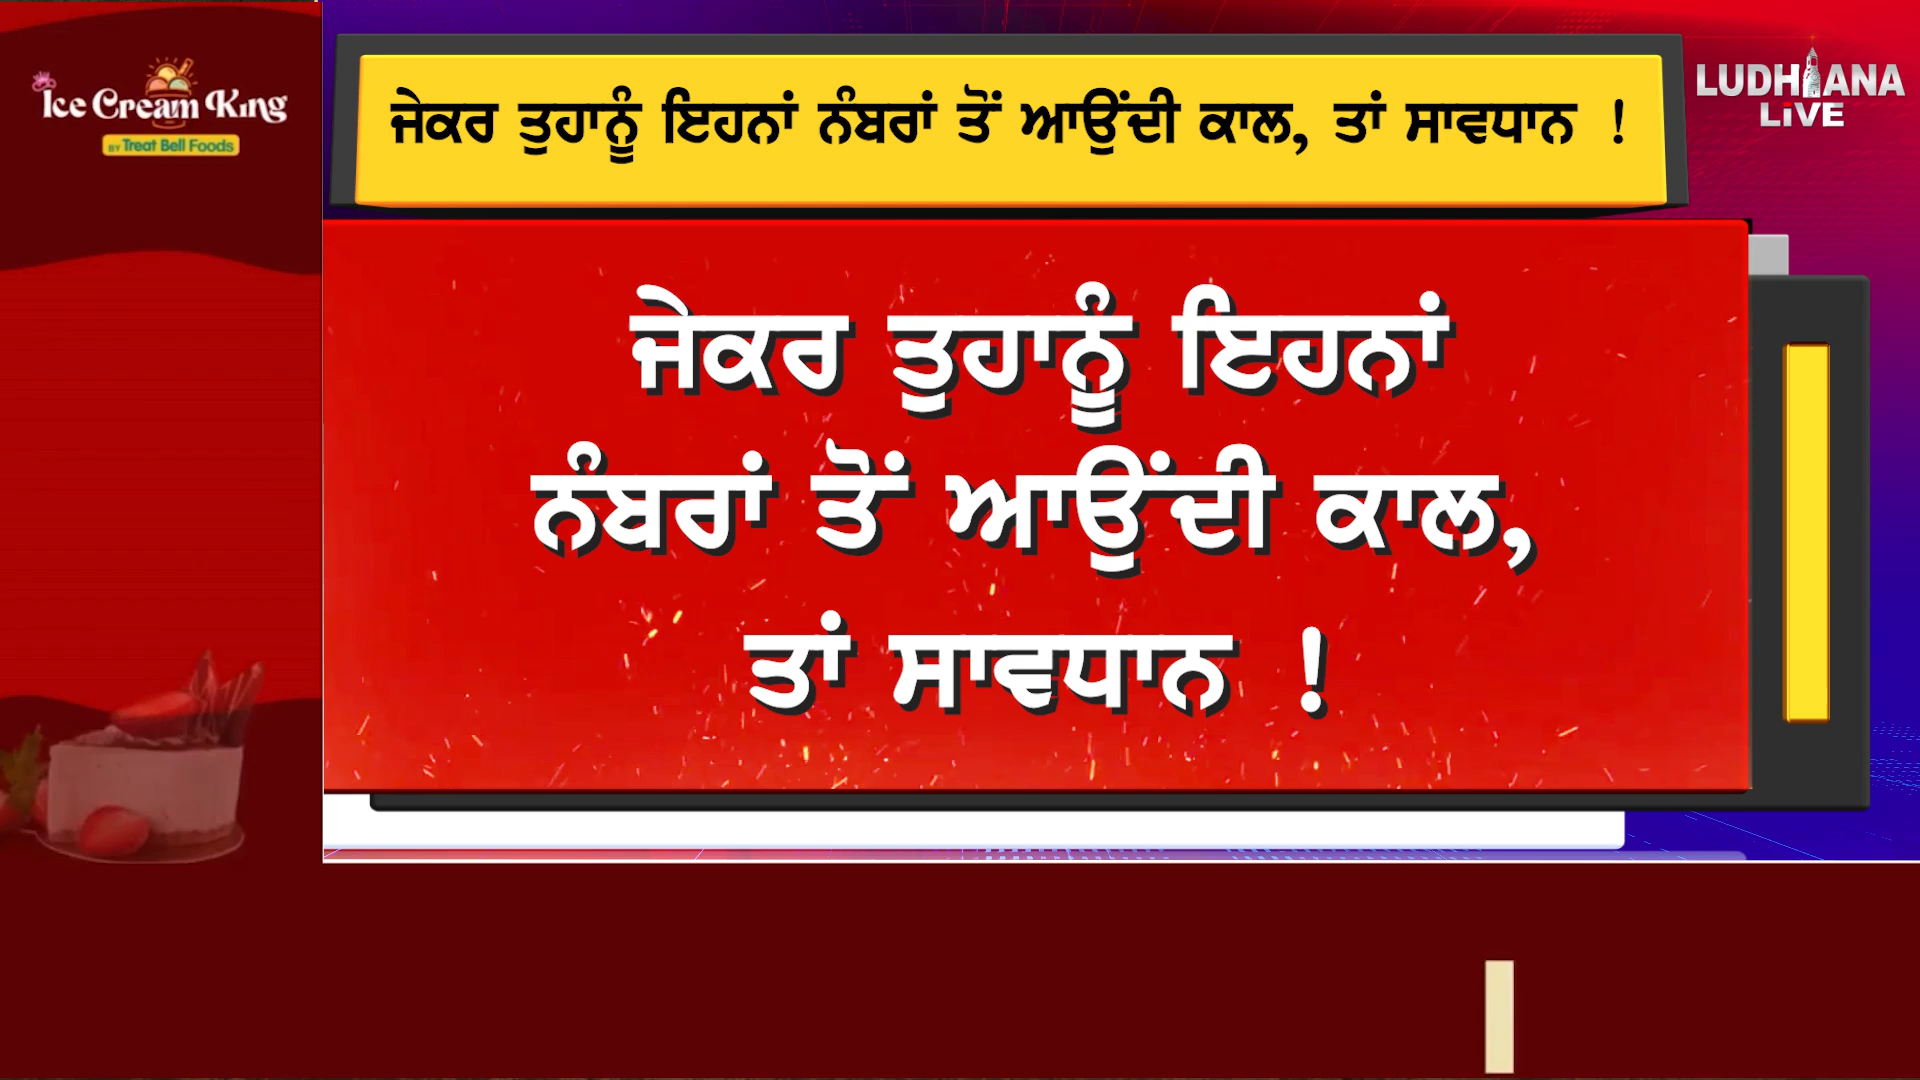 Ice Cream King
BY Treat Bell Foods
ਜੇਕਰ ਤੁਹਾਨੂੰ ਇਹਨਾਂ ਨੰਬਰਾਂ ਤੋਂ ਆਉਂਦੀ ਕਾਲ, ਤਾਂ ਸਾਵਧਾਨ !
LUDHIANA
LiVE
ਜੇਕਰ ਤੁਹਾਨੂੰ ਇਹਨਾਂ
ਨੰਬਰਾਂ ਤੋਂ ਆਉਂਦੀ ਕਾਲ,
ਤਾਂ ਸਾਵਧਾਨ !